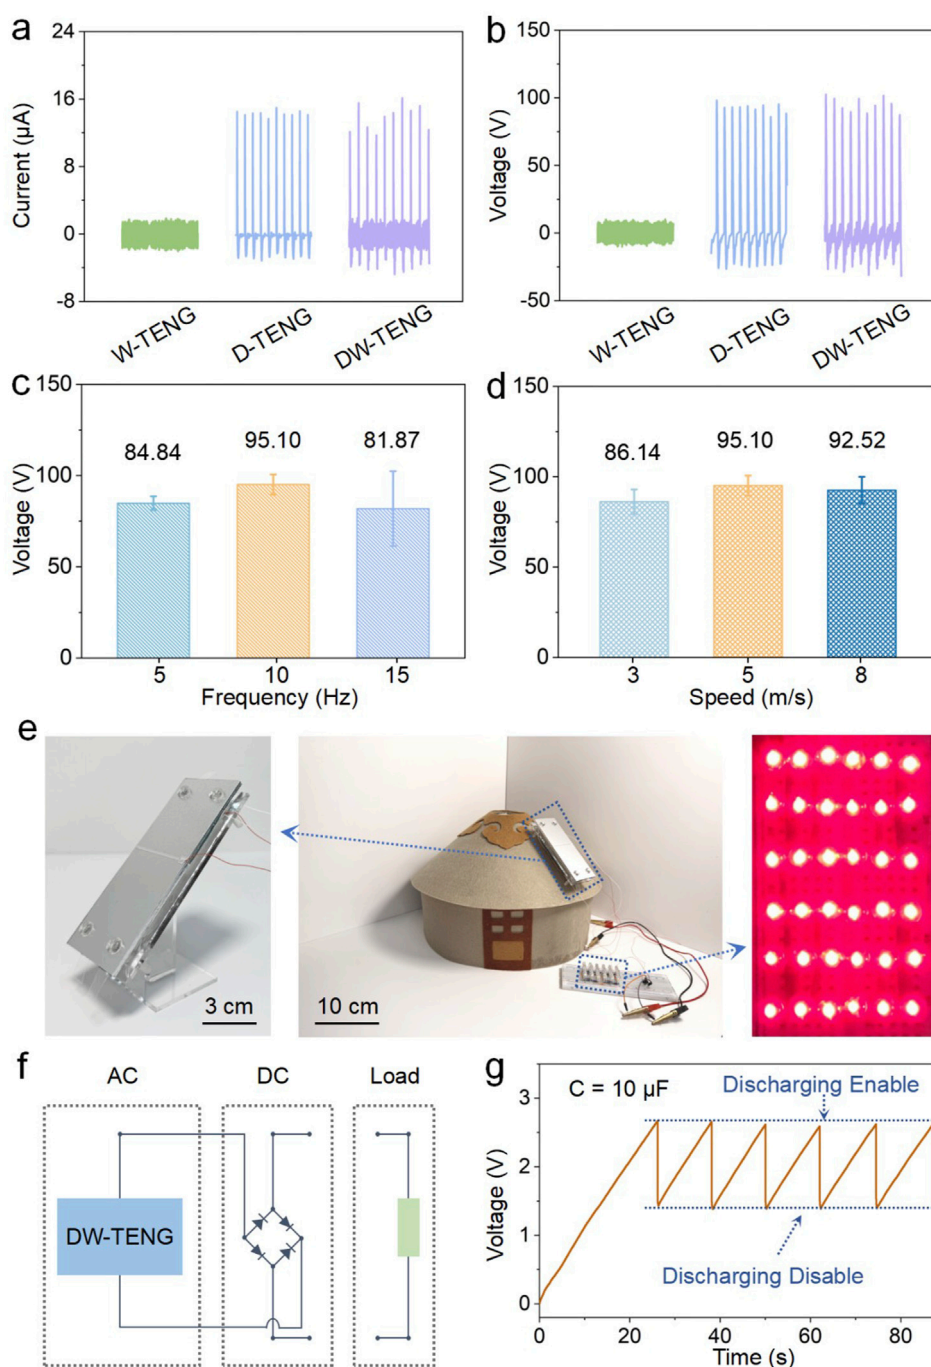 a
24
16
8
0
-8
Current (μA)
W-TENG
D-TENG
DW-TENG
b
150
100
50
0
-50
Voltage (V)
W-TENG
D-TENG
DW-TENG
c
150
100
50
0
Voltage (V)
84.84
95.10
81.87
5
10
15
Frequency (Hz)
d
150
100
50
0
Voltage (V)
86.14
95.10
92.52
3
5
8
Speed (m/s)
e
3 cm
10 cm
f
AC
DC
Load
DW-TENG
g
C = 10 μF
Discharging Enable
Discharging Disable
3
2
1
0
Voltage (V)
0
20
40
60
80
Time (s)